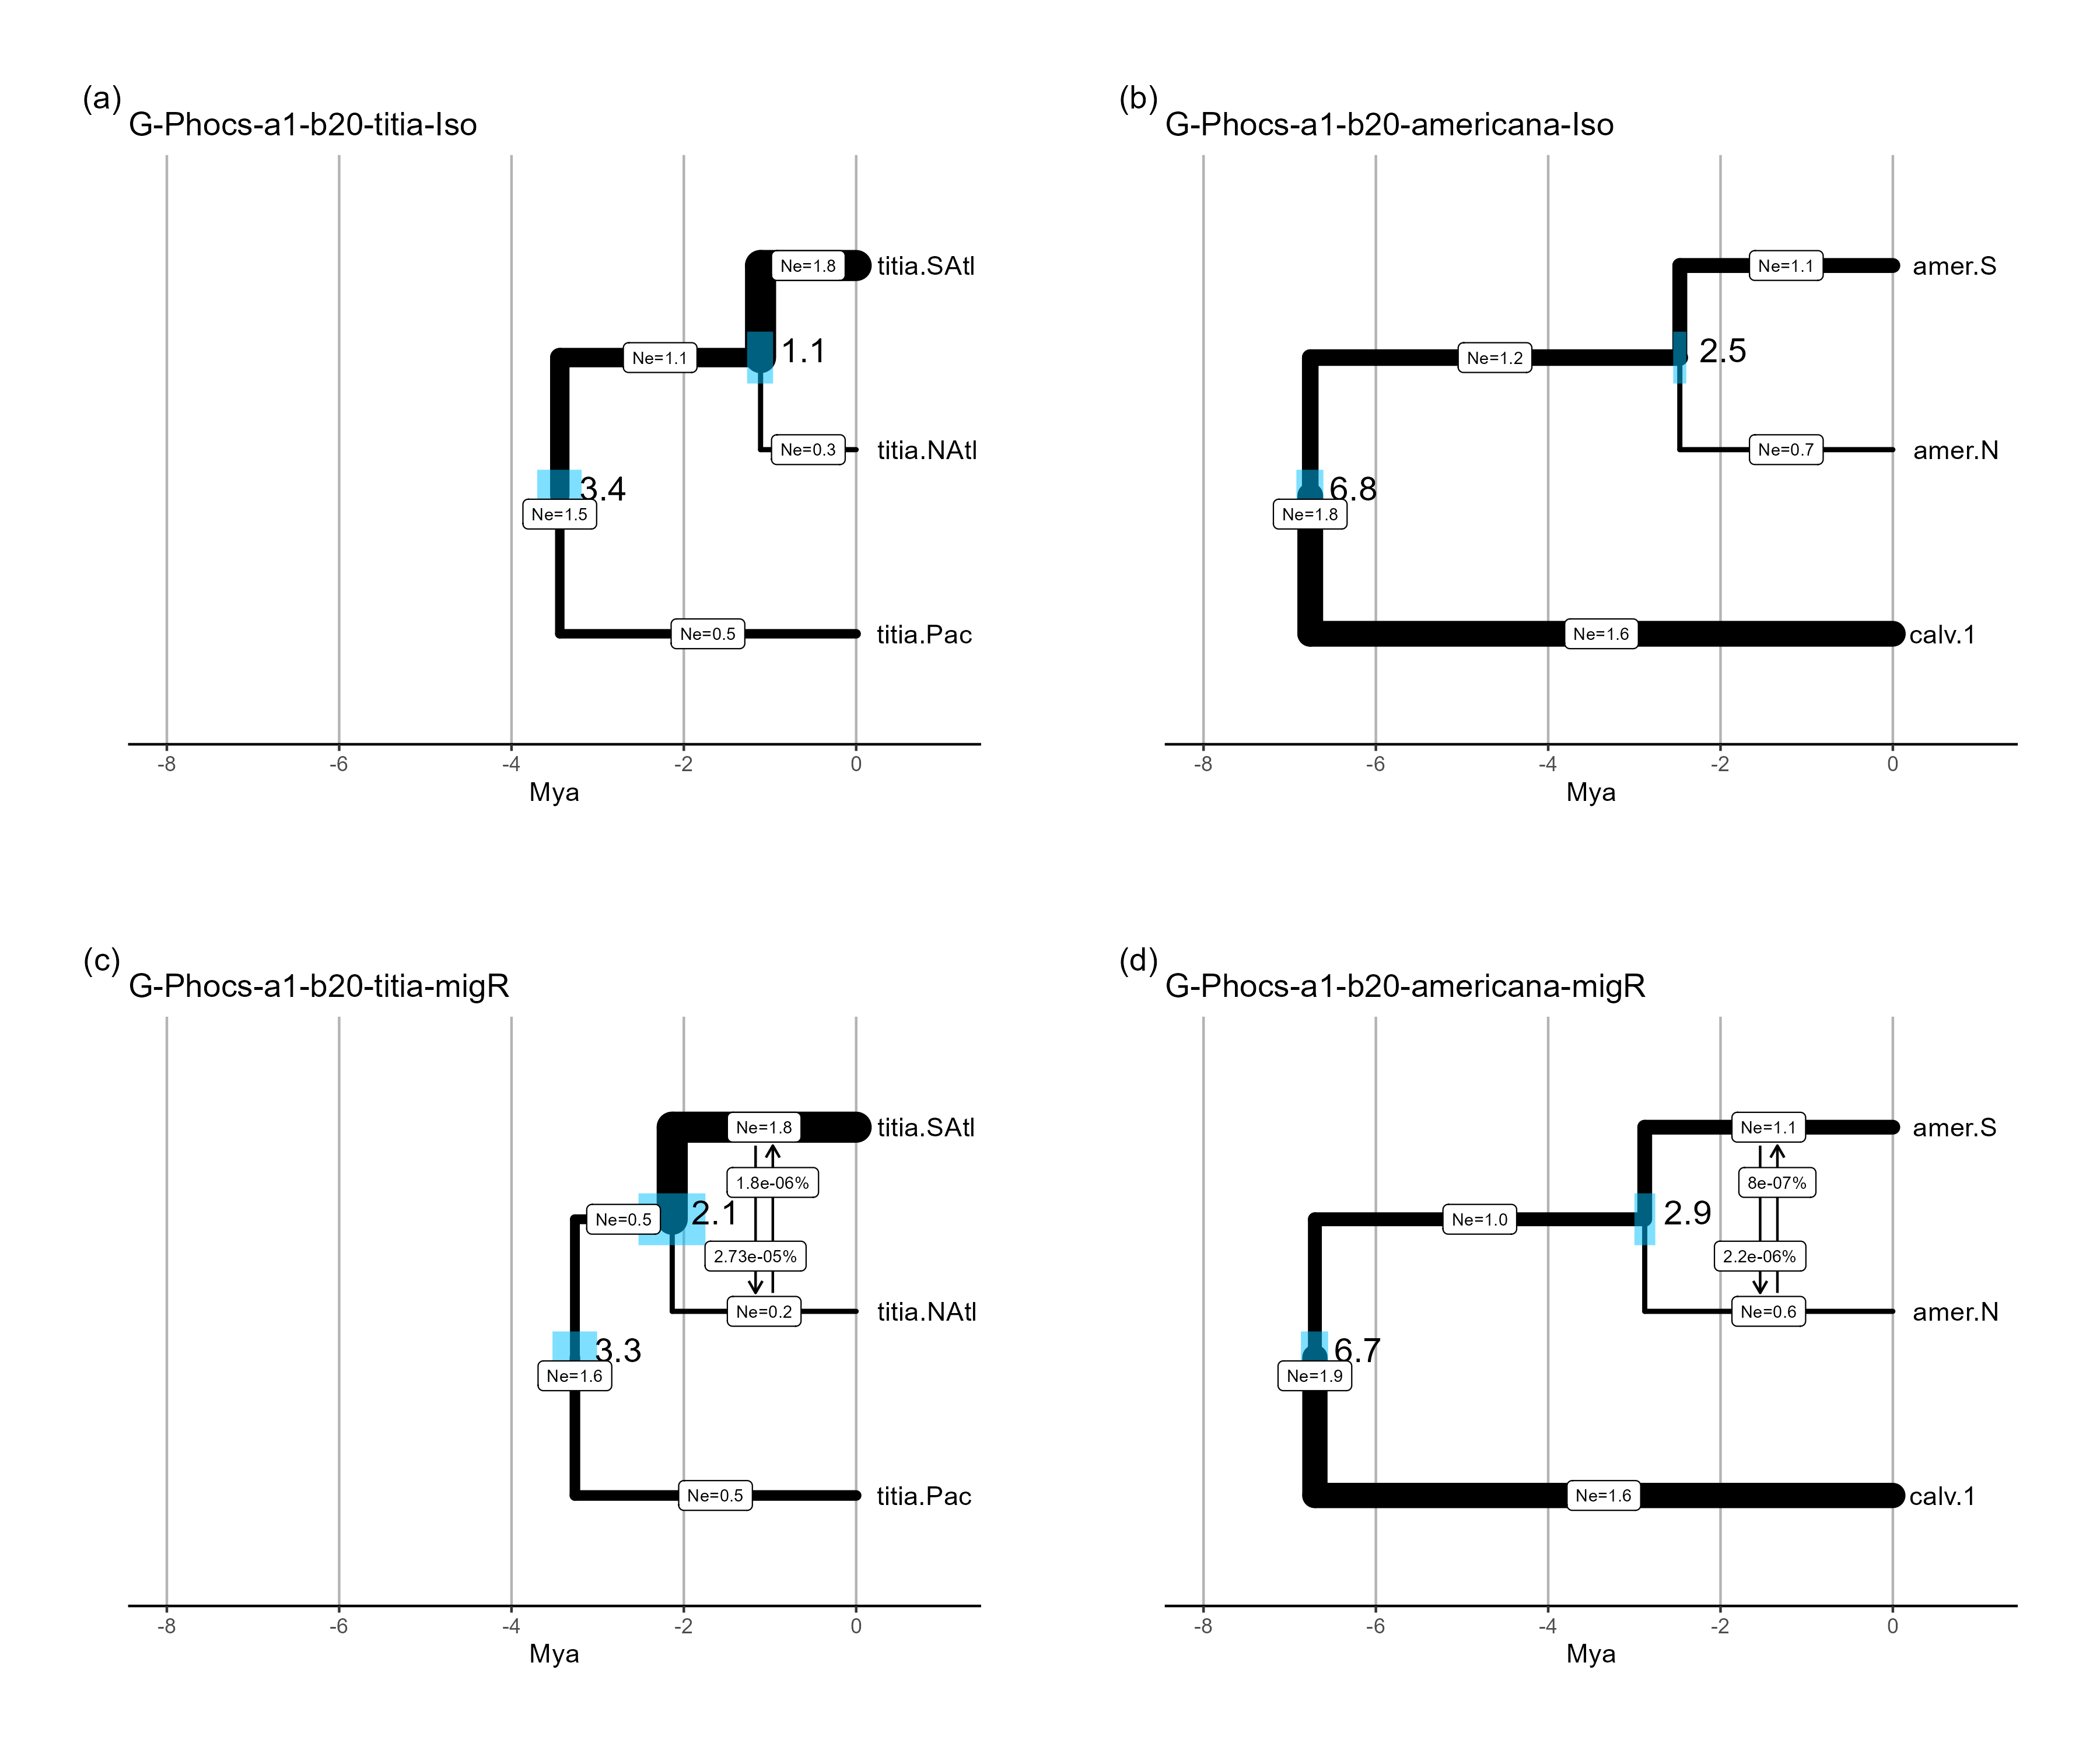 (a)
G-Phocs-a1-b20-titia-Iso
Ne=1.8
titia.SAtl
1.1
Ne=1.1
Ne=0.3
titia.NAtl
3.4
Ne=1.5
Ne=0.5
titia.Pac
-8 -6 -4 -2 0
Mya
(b)
G-Phocs-a1-b20-americana-Iso
Ne=1.1
amer.S
2.5
Ne=1.2
Ne=0.7
amer.N
6.8
Ne=1.8
Ne=1.6
calv.1
-8 -6 -4 -2 0
Mya
(c)
G-Phocs-a1-b20-titia-migR
Ne=1.8
titia.SAtl
1.8e-06%
2.1
Ne=0.5
2.73e-05%
Ne=0.2
titia.NAtl
3.3
Ne=1.6
Ne=0.5
titia.Pac
-8 -6 -4 -2 0
Mya
(d)
G-Phocs-a1-b20-americana-migR
Ne=1.1
amer.S
8e-07%
2.9
Ne=1.0
2.2e-06%
Ne=0.6
amer.N
6.7
Ne=1.9
Ne=1.6
calv.1
-8 -6 -4 -2 0
Mya